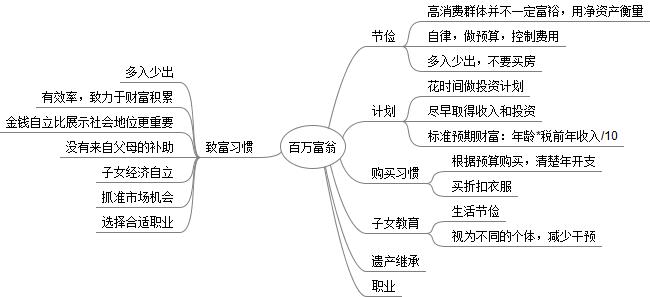 百万富翁
节俭
高消费群体并不一定富裕，用净资产衡量
自律，做预算，控制费用
多入少出，不要买房
计划
花时间做投资计划
尽早取得收入和投资
标准预期财富：年龄*税前年收入/10
购买习惯
根据预算购买，清楚年开支
买折扣衣服
子女教育
生活节俭
视为不同的个体，减少干预
遗产继承
职业
致富习惯
多入少出
有效率，致力于财富积累
金钱自立比展示社会地位更重要
没有来自父母的补助
子女经济自立
抓准市场机会
选择合适职业